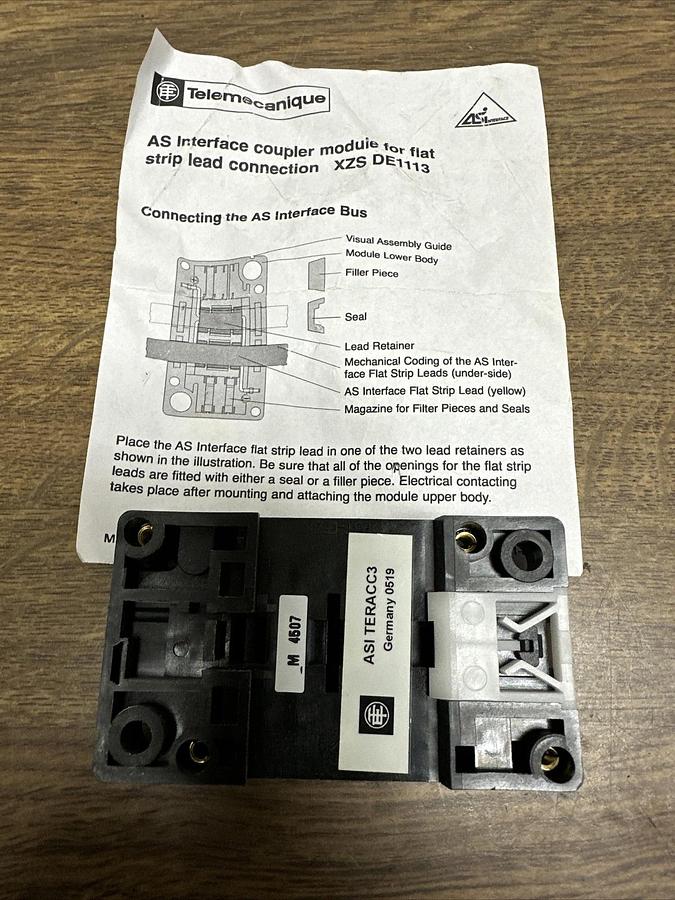 Telemecanique
AS INTERFACE
AS Interface coupler module for flat
strip lead connection XZS DE1113
Connecting the AS Interface Bus
Visual Assembly Guide
Module Lower Body
Filler Piece
Seal
Lead Retainer
Mechanical Coding of the AS Inter-
face Flat Strip Leads (under-side)
AS Interface Flat Strip Lead (yellow)
Magazine for Filter Pieces and Seals
Place the AS Interface flat strip lead in one of the two lead retainers as
shown in the illustration. Be sure that all of the openings for the flat strip
leads are fitted with either a seal or a filler piece. Electrical contacting
takes place after mounting and attaching the module upper body.
M
_M 4507
ASI TERACC3
Germany 0519